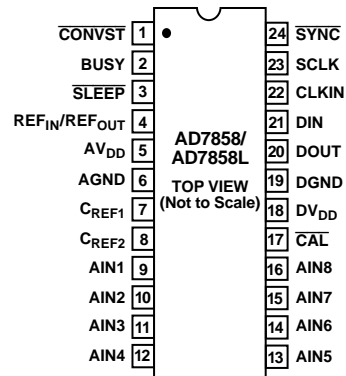 CONVST 1
BUSY 2
SLEEP 3
REFIN/REFOUT 4
AVDD 5
AGND 6
CREF1 7
CREF2 8
AIN1 9
AIN2 10
AIN3 11
AIN4 12
AD7858/
AD7858L
TOP VIEW
(Not to Scale)
24 SYNC
23 SCLK
22 CLKIN
21 DIN
20 DOUT
19 DGND
18 DVDD
17 CAL
16 AIN8
15 AIN7
14 AIN6
13 AIN5